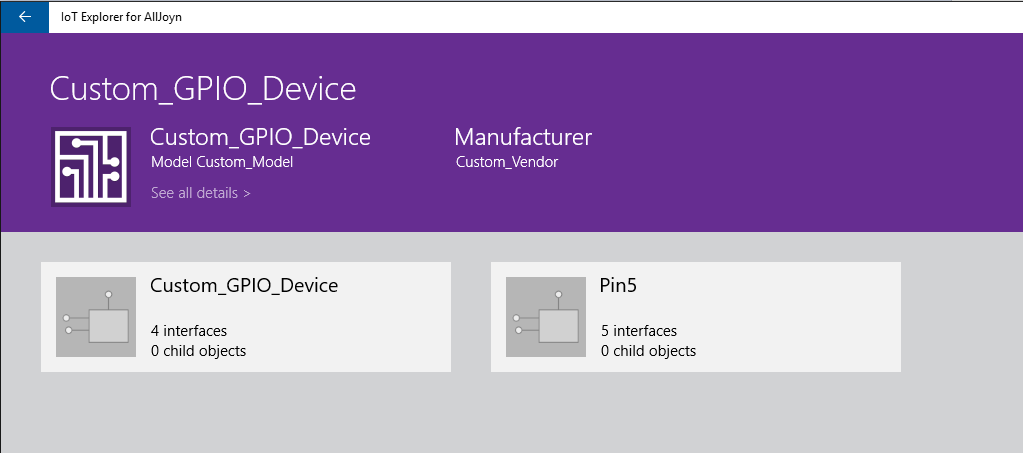 IoT Explorer for AllJoyn
Custom_GPIO_Device
Custom_GPIO_Device
Model Custom_Model
See all details >
Manufacturer
Custom_Vendor
Custom_GPIO_Device
4 interfaces
0 child objects
Pin5
5 interfaces
0 child objects